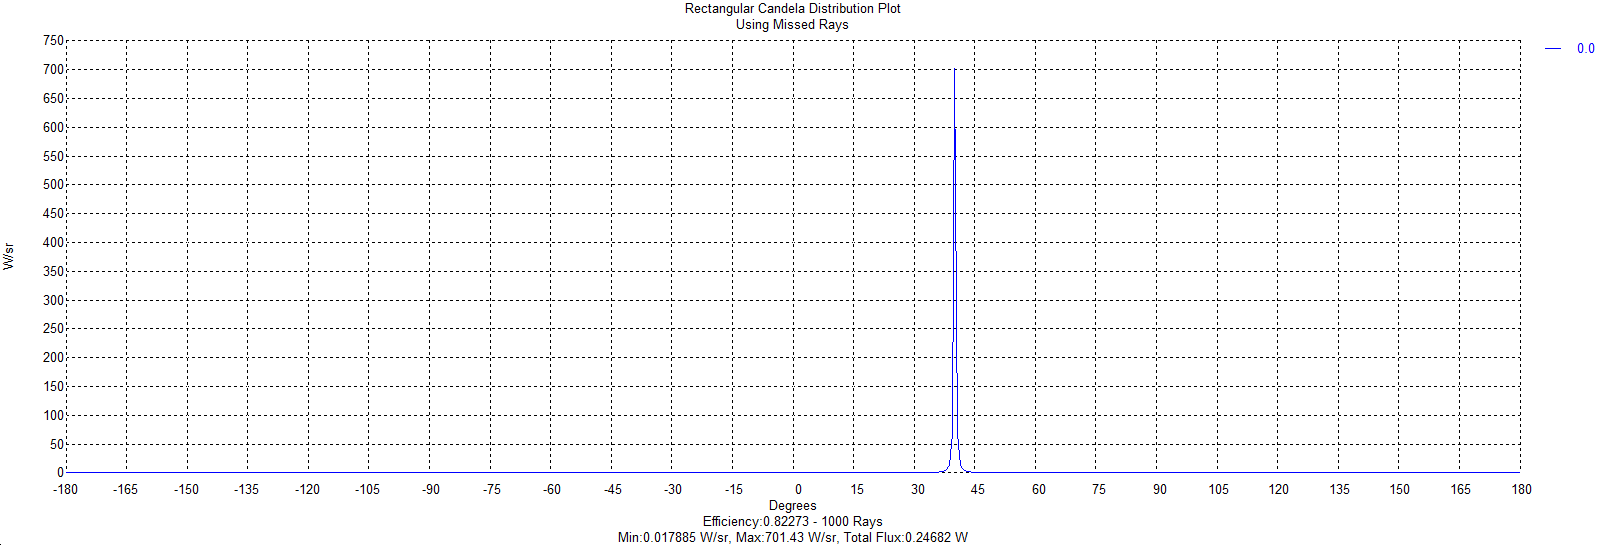 Rectangular Candela Distribution Plot
Using Missed Rays
0.0
750
700
650
600
550
500
450
400
350
300
250
200
150
100
50
0
W/sr
-180 -165 -150 -135 -120 -105 -90 -75 -60 -45 -30 -15 0 15 30 45 60 75 90 105 120 135 150 165 180
Degrees
Efficiency:0.82273 - 1000 Rays
Min:0.017885 W/sr, Max:701.43 W/sr, Total Flux:0.24682 W